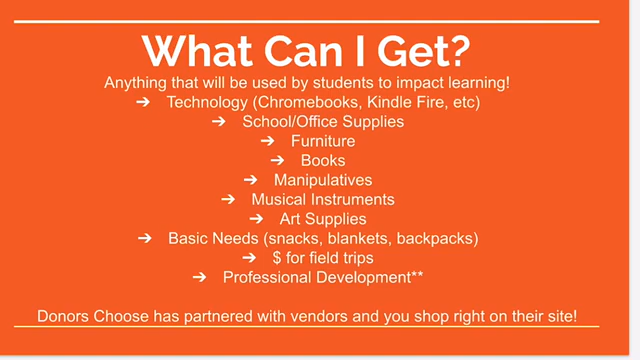 What Can I Get?
Anything that will be used by students to impact learning!
➔ Technology (Chromebooks, Kindle Fire, etc)
➔ School/Office Supplies
➔ Furniture
➔ Books
➔ Manipulatives
➔ Musical Instruments
➔ Art Supplies
➔ Basic Needs (snacks, blankets, backpacks)
➔ $ for field trips
➔ Professional Development**
Donors Choose has partnered with vendors and you shop right on their site!